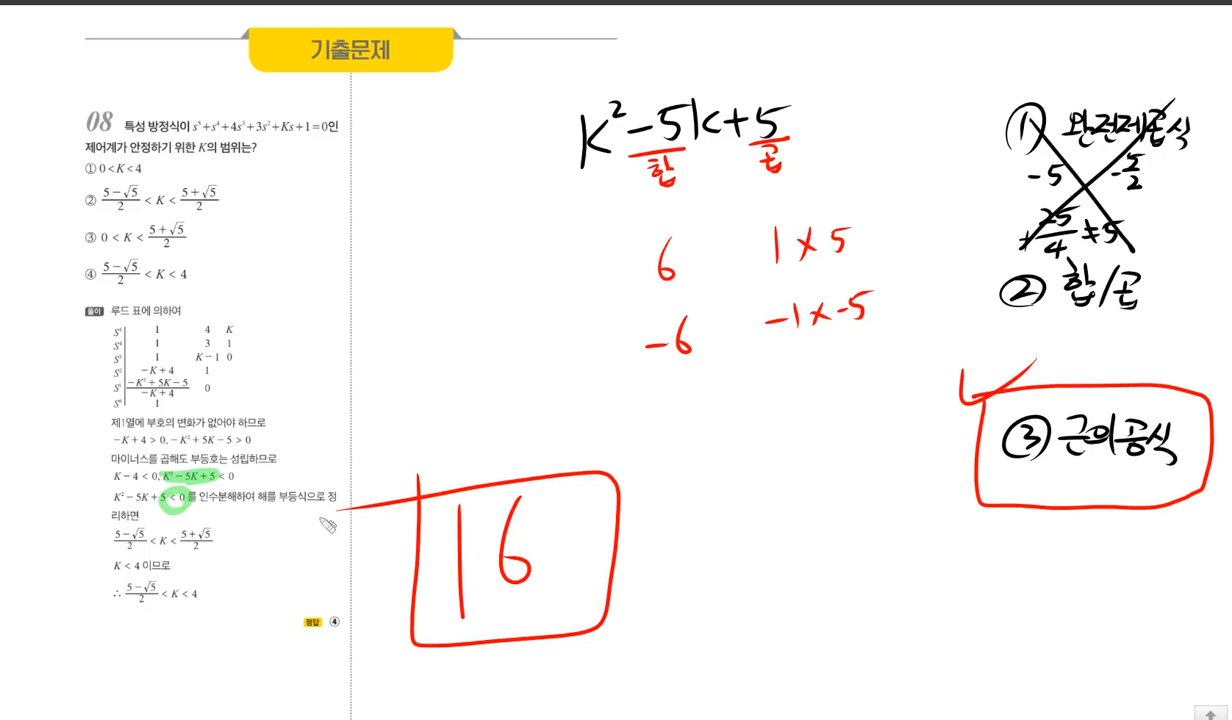 기출문제
08 특성 방정식이 s⁵+s⁴+4s³+3s²+Ks+1=0인
제어계가 안정하기 위한 K의 범위는?
① 0<K<4
② (5-√5)/2 < K < (5+√5)/2
③ 0 < K < (5+√5)/2
④ (5-√5)/2 < K < 4
풀이 루드 표에 의하여
S⁵ 1 4 K
S⁴ 1 3 1
S³ 1 K-1 0
S² -K+4 1
S¹ (-K²+5K-5)/(-K+4) 0
S⁰ 1
제1열에 부호의 변화가 없어야 하므로
-K+4>0, -K²+5K-5>0
마이너스를 곱해도 부등호는 성립하므로
K-4<0, K²-5K+5<0
K²-5K+5<0를 인수분해하여 해를 부등식으로 정
리하면
(5-√5)/2 < K < (5+√5)/2
K<4이므로
∴ (5-√5)/2 < K < 4
정답 ④
K²-5K+5
합 곱
6 1×5
-6 -1×-5
16
① 완전제곱식
-5 -5/2
+25/4 ≠ 5
② 합/곱
③ 근의공식